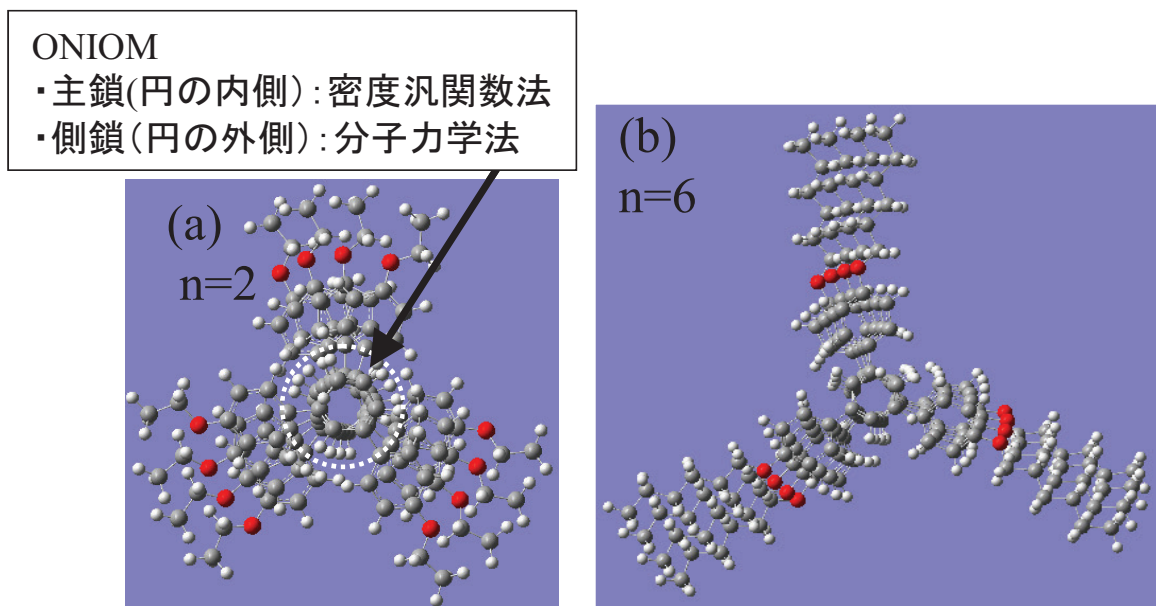 ONIOM
・主鎖(円の内側）：密度汎関数法
・側鎖（円の外側）：分子力学法
(a)
n=2
(b)
n=6